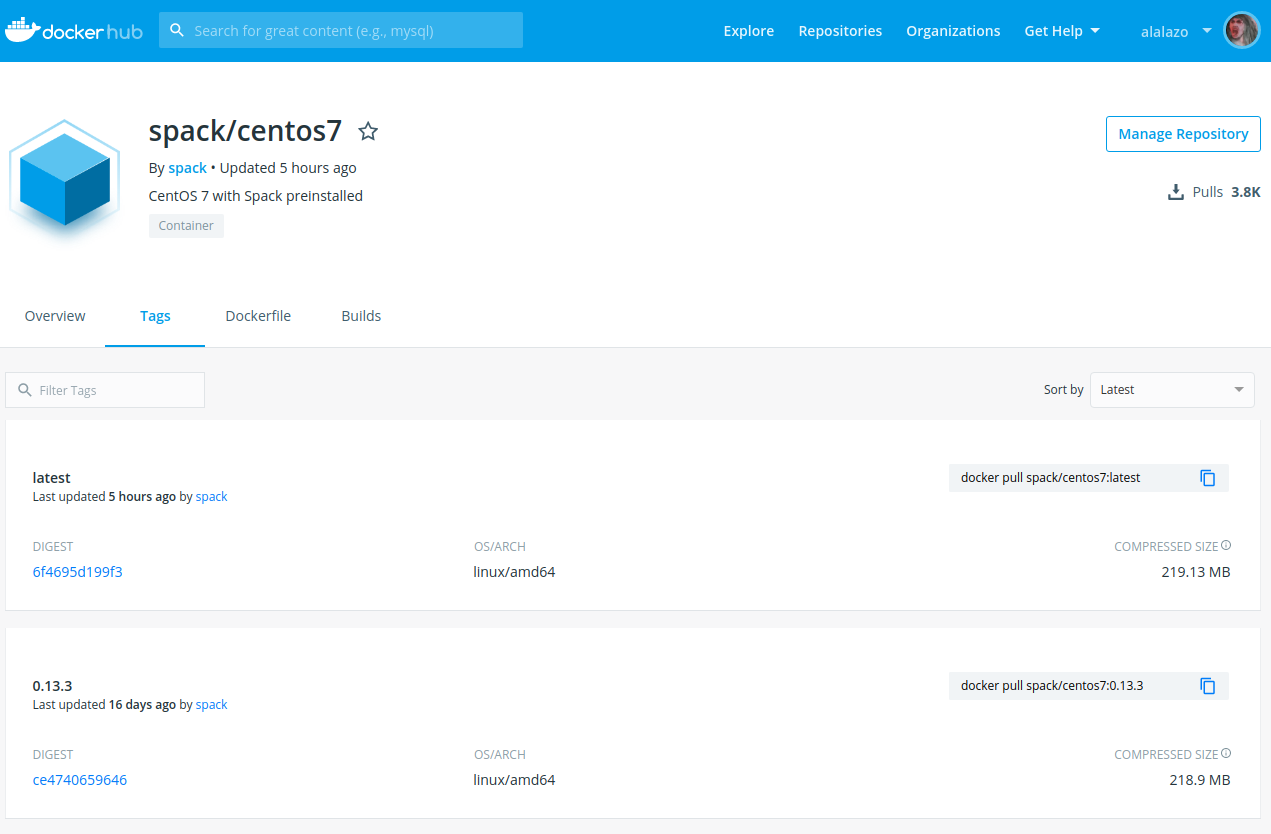 docker hub
Search for great content (e.g., mysql)
Explore
Repositories
Organizations
Get Help
alalazo
spack/centos7
Manage Repository
By spack • Updated 5 hours ago
CentOS 7 with Spack preinstalled
Pulls 3.8K
Container
Overview
Tags
Dockerfile
Builds
Filter Tags
Sort by
Latest
latest
docker pull spack/centos7:latest
Last updated 5 hours ago by spack
DIGEST
OS/ARCH
COMPRESSED SIZE
6f4695d199f3
linux/amd64
219.13 MB
0.13.3
docker pull spack/centos7:0.13.3
Last updated 16 days ago by spack
DIGEST
OS/ARCH
COMPRESSED SIZE
ce4740659646
linux/amd64
218.9 MB